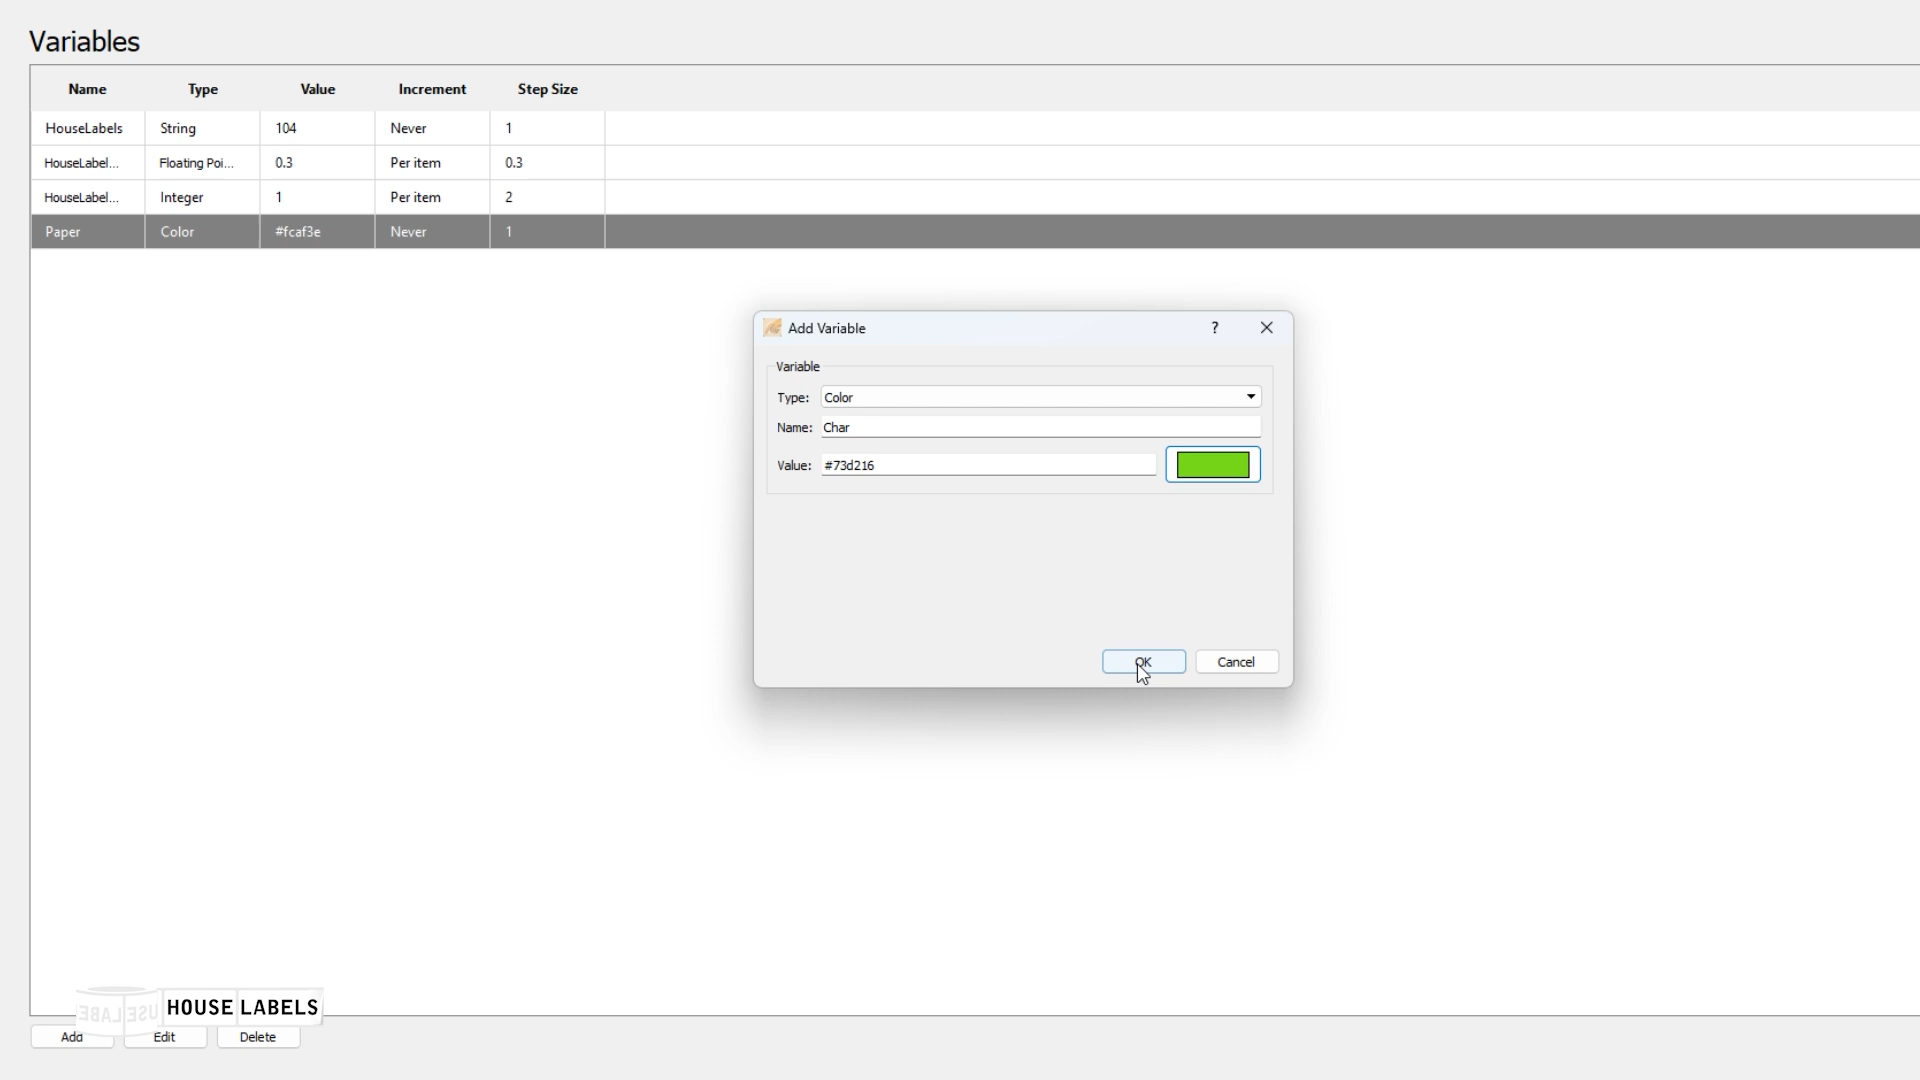 Variables
Name Type Value Increment Step Size
HouseLabels String 104 Never 1
HouseLabel... Floating Poi... 0.3 Per item 0.3
HouseLabel... Integer 1 Per item 2
Paper Color #fcaf3e Never 1
Add Variable ?
Variable
Type: Color
Name: Char
Value: #73d216
OK Cancel
HOUSE LABELS
Add Edit Delete